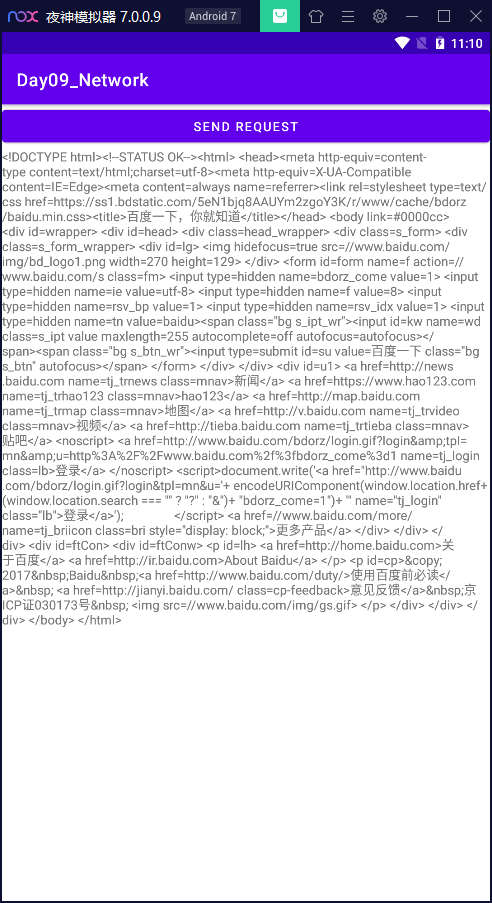 nox 夜神模拟器 7.0.0.9 Android 7
11:10
Day09_Network
SEND REQUEST
<!DOCTYPE html><!--STATUS OK--><html> <head><meta http-equiv=content-
type content=text/html;charset=utf-8><meta http-equiv=X-UA-Compatible
content=IE=Edge><meta content=always name=referrer><link rel=stylesheet type=text/
css href=https://ss1.bdstatic.com/5eN1bjq8AAUYm2zgoY3K/r/www/cache/bdorz
/baidu.min.css><title>百度一下，你就知道</title></head> <body link=#0000cc>
<div id=wrapper> <div id=head> <div class=head_wrapper> <div class=s_form> <div
class=s_form_wrapper> <div id=lg> <img hidefocus=true src=//www.baidu.com/
img/bd_logo1.png width=270 height=129> </div> <form id=form name=f action=//
www.baidu.com/s class=fm> <input type=hidden name=bdorz_come value=1> <input
type=hidden name=ie value=utf-8> <input type=hidden name=f value=8> <input
type=hidden name=rsv_bp value=1> <input type=hidden name=rsv_idx value=1> <input
type=hidden name=tn value=baidu><span class="bg s_ipt_wr"><input id=kw name=wd
class=s_ipt value maxlength=255 autocomplete=off autofocus=autofocus></
span><span class="bg s_btn_wr"><input type=submit id=su value=百度一下 class="bg
s_btn" autofocus></span> </form> </div> </div> <div id=u1> <a href=http://news
.baidu.com name=tj_trnews class=mnav>新闻</a> <a href=https://www.hao123.com
name=tj_trhao123 class=mnav>hao123</a> <a href=http://map.baidu.com
name=tj_trmap class=mnav>地图</a> <a href=http://v.baidu.com name=tj_trvideo
class=mnav>视频</a> <a href=http://tieba.baidu.com name=tj_trtieba class=mnav>
贴吧</a> <noscript> <a href=http://www.baidu.com/bdorz/login.gif?login&amp;tpl=
mn&amp;u=http%3A%2F%2Fwww.baidu.com%2f%3fbdorz_come%3d1 name=tj_login
class=lb>登录</a> </noscript> <script>document.write('<a href="http://www.baidu
.com/bdorz/login.gif?login&tpl=mn&u='+ encodeURIComponent(window.location.href+
(window.location.search === "" ? "?" : "&")+ "bdorz_come=1")+ '" name="tj_login"
class="lb">登录</a>'); </script> <a href=//www.baidu.com/more/
name=tj_briicon class=bri style="display: block;">更多产品</a> </div> </div> </
div> <div id=ftCon> <div id=ftConw> <p id=lh> <a href=http://home.baidu.com>关
于百度</a> <a href=http://ir.baidu.com>About Baidu</a> </p> <p id=cp>&copy;
2017&nbsp;Baidu&nbsp;<a href=http://www.baidu.com/duty/>使用百度前必读</
a>&nbsp; <a href=http://jianyi.baidu.com/ class=cp-feedback>意见反馈</a>&nbsp;京
ICP证030173号&nbsp; <img src=//www.baidu.com/img/gs.gif> </p> </div> </div> </
div> </body> </html>